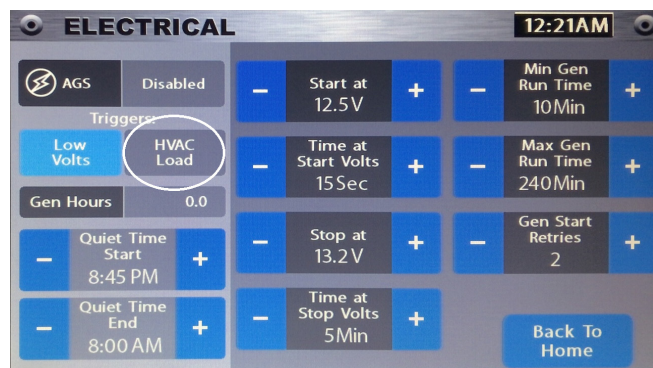 ELECTRICAL
12:21AM
AGS
Disabled
Triggers:
Low
Volts
HVAC
Load
Gen Hours
0.0
Quiet Time
Start
8:45 PM
Quiet Time
End
8:00 AM
Start at
12.5V
Time at
Start Volts
15Sec
Stop at
13.2V
Time at
Stop Volts
5Min
Min Gen
Run Time
10Min
Max Gen
Run Time
240Min
Gen Start
Retries
2
Back To
Home